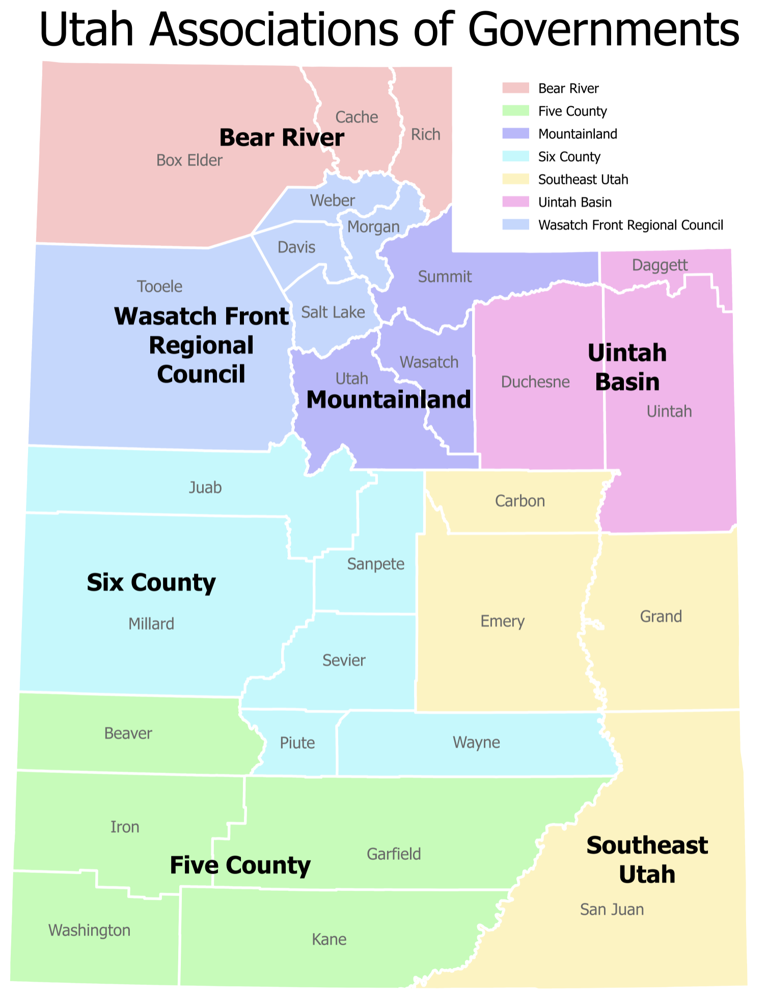 Utah Associations of Governments
Bear River
Five County
Mountainland
Six County
Southeast Utah
Uintah Basin
Wasatch Front Regional Council
Cache
Rich
Bear River
Box Elder
Weber
Morgan
Davis
Daggett
Summit
Tooele
Salt Lake
Wasatch Front
Regional
Council
Uintah
Basin
Wasatch
Utah
Duchesne
Mountainland
Uintah
Juab
Carbon
Sanpete
Six County
Millard
Emery
Grand
Sevier
Beaver
Piute
Wayne
Iron
Garfield
Five County
Southeast
Utah
San Juan
Washington
Kane